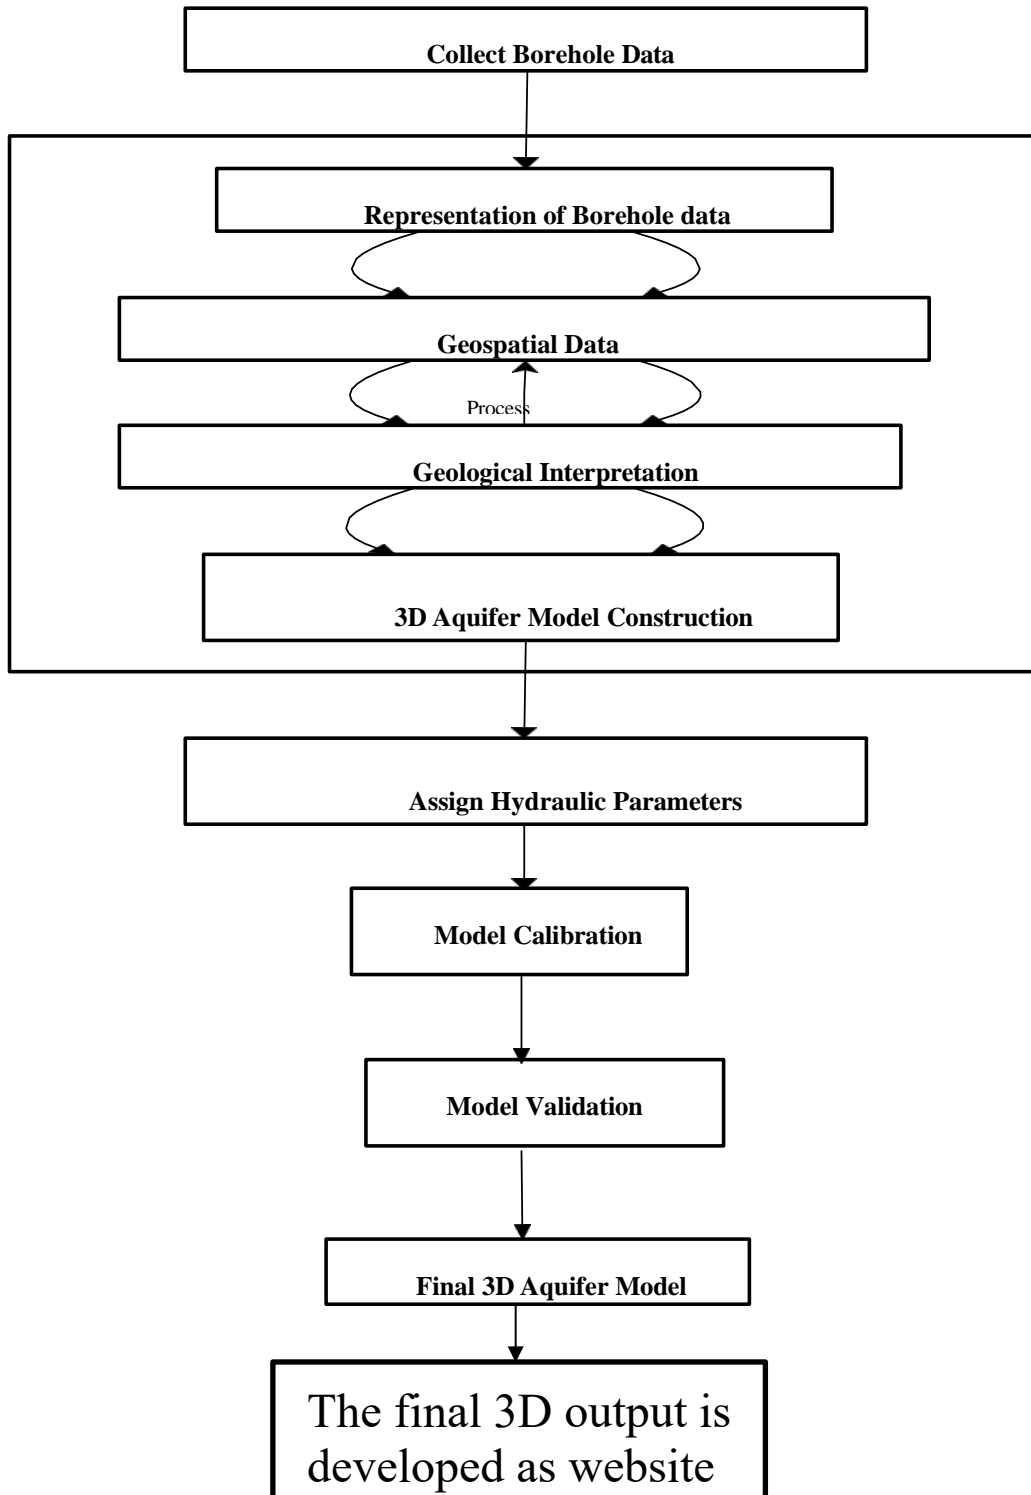 Collect Borehole Data
Representation of Borehole data
Geospatial Data
Process
Geological Interpretation
3D Aquifer Model Construction
Assign Hydraulic Parameters
Model Calibration
Model Validation
Final 3D Aquifer Model
The final 3D output is
developed as website